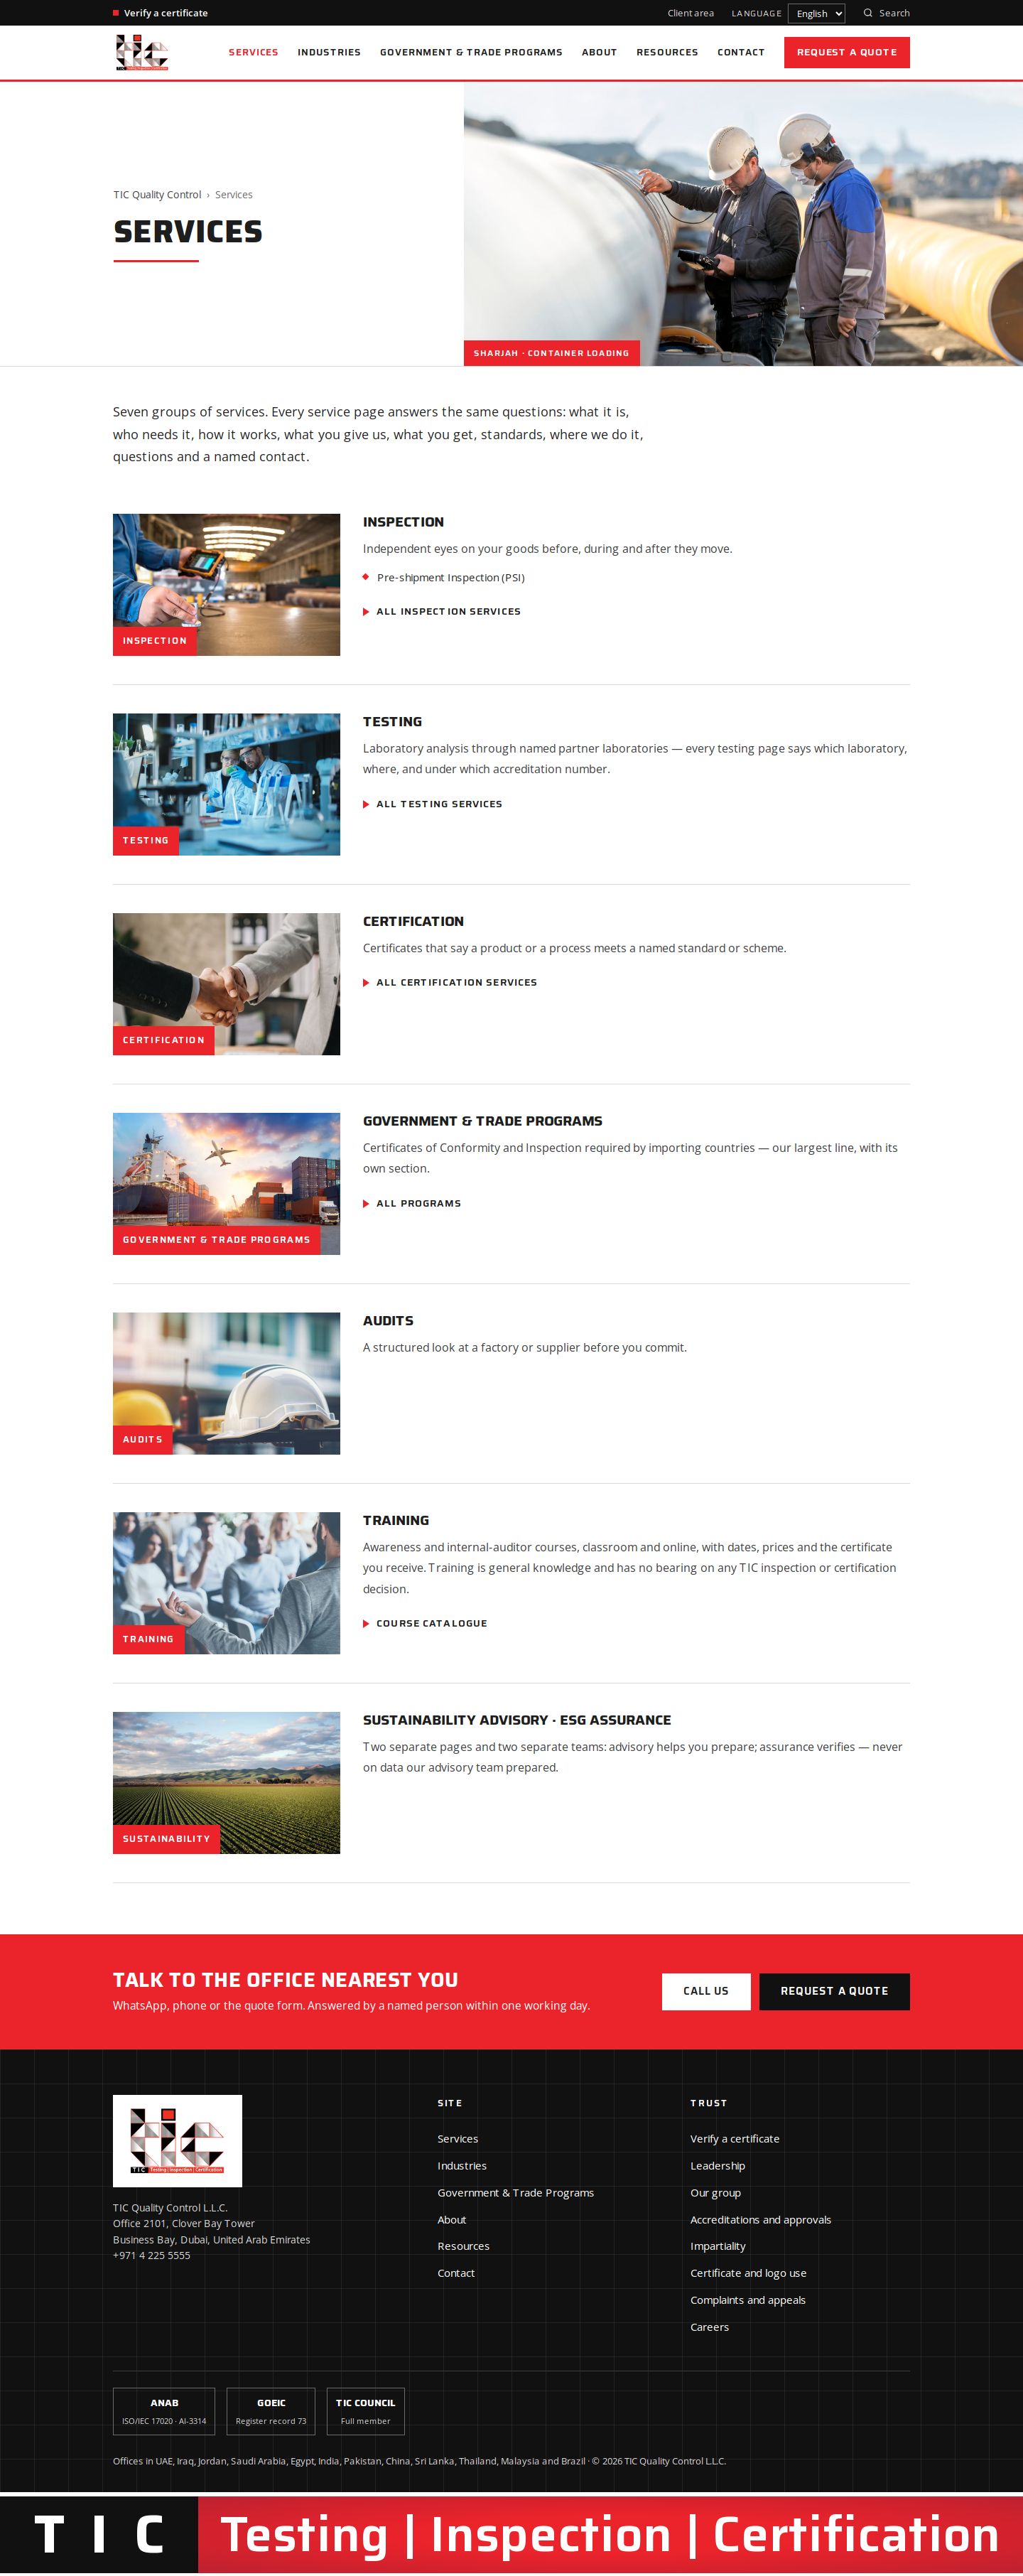 Verify a certificate
Client area
LANGUAGE
English
Search
tic
TIC
SERVICES
INDUSTRIES
GOVERNMENT & TRADE PROGRAMS
ABOUT
RESOURCES
CONTACT
REQUEST A QUOTE
TIC Quality Control › Services
SERVICES
SHARJAH · CONTAINER LOADING
Seven groups of services. Every service page answers the same questions: what it is,
who needs it, how it works, what you give us, what you get, standards, where we do it,
questions and a named contact.
INSPECTION
INSPECTION
Independent eyes on your goods before, during and after they move.
Pre-shipment Inspection (PSI)
ALL INSPECTION SERVICES
TESTING
TESTING
Laboratory analysis through named partner laboratories — every testing page says which laboratory,
where, and under which accreditation number.
ALL TESTING SERVICES
CERTIFICATION
CERTIFICATION
Certificates that say a product or a process meets a named standard or scheme.
ALL CERTIFICATION SERVICES
GOVERNMENT & TRADE PROGRAMS
GOVERNMENT & TRADE PROGRAMS
Certificates of Conformity and Inspection required by importing countries — our largest line, with its
own section.
ALL PROGRAMS
AUDITS
AUDITS
A structured look at a factory or supplier before you commit.
TRAINING
TRAINING
Awareness and internal-auditor courses, classroom and online, with dates, prices and the certificate
you receive. Training is general knowledge and has no bearing on any TIC inspection or certification
decision.
COURSE CATALOGUE
SUSTAINABILITY
SUSTAINABILITY ADVISORY · ESG ASSURANCE
Two separate pages and two separate teams: advisory helps you prepare; assurance verifies — never
on data our advisory team prepared.
TALK TO THE OFFICE NEAREST YOU
WhatsApp, phone or the quote form. Answered by a named person within one working day.
CALL US
REQUEST A QUOTE
tic
TIC Testing | Inspection | Certification
TIC Quality Control L.L.C.
Office 2101, Clover Bay Tower
Business Bay, Dubai, United Arab Emirates
+971 4 225 5555
SITE
Services
Industries
Government & Trade Programs
About
Resources
Contact
TRUST
Verify a certificate
Leadership
Our group
Accreditations and approvals
Impartiality
Certificate and logo use
Complaints and appeals
Careers
ANAB
ISO/IEC 17020 · AI-3314
GOEIC
Register record 73
TIC COUNCIL
Full member
Offices in UAE, Iraq, Jordan, Saudi Arabia, Egypt, India, Pakistan, China, Sri Lanka, Thailand, Malaysia and Brazil · © 2026 TIC Quality Control L.L.C.
TIC Testing | Inspection | Certification